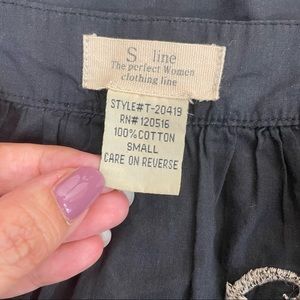 S line
The perfect Women
clothing line
STYLE#T-20419
RN#120516
100%COTTON
SMALL
CARE ON REVERSE